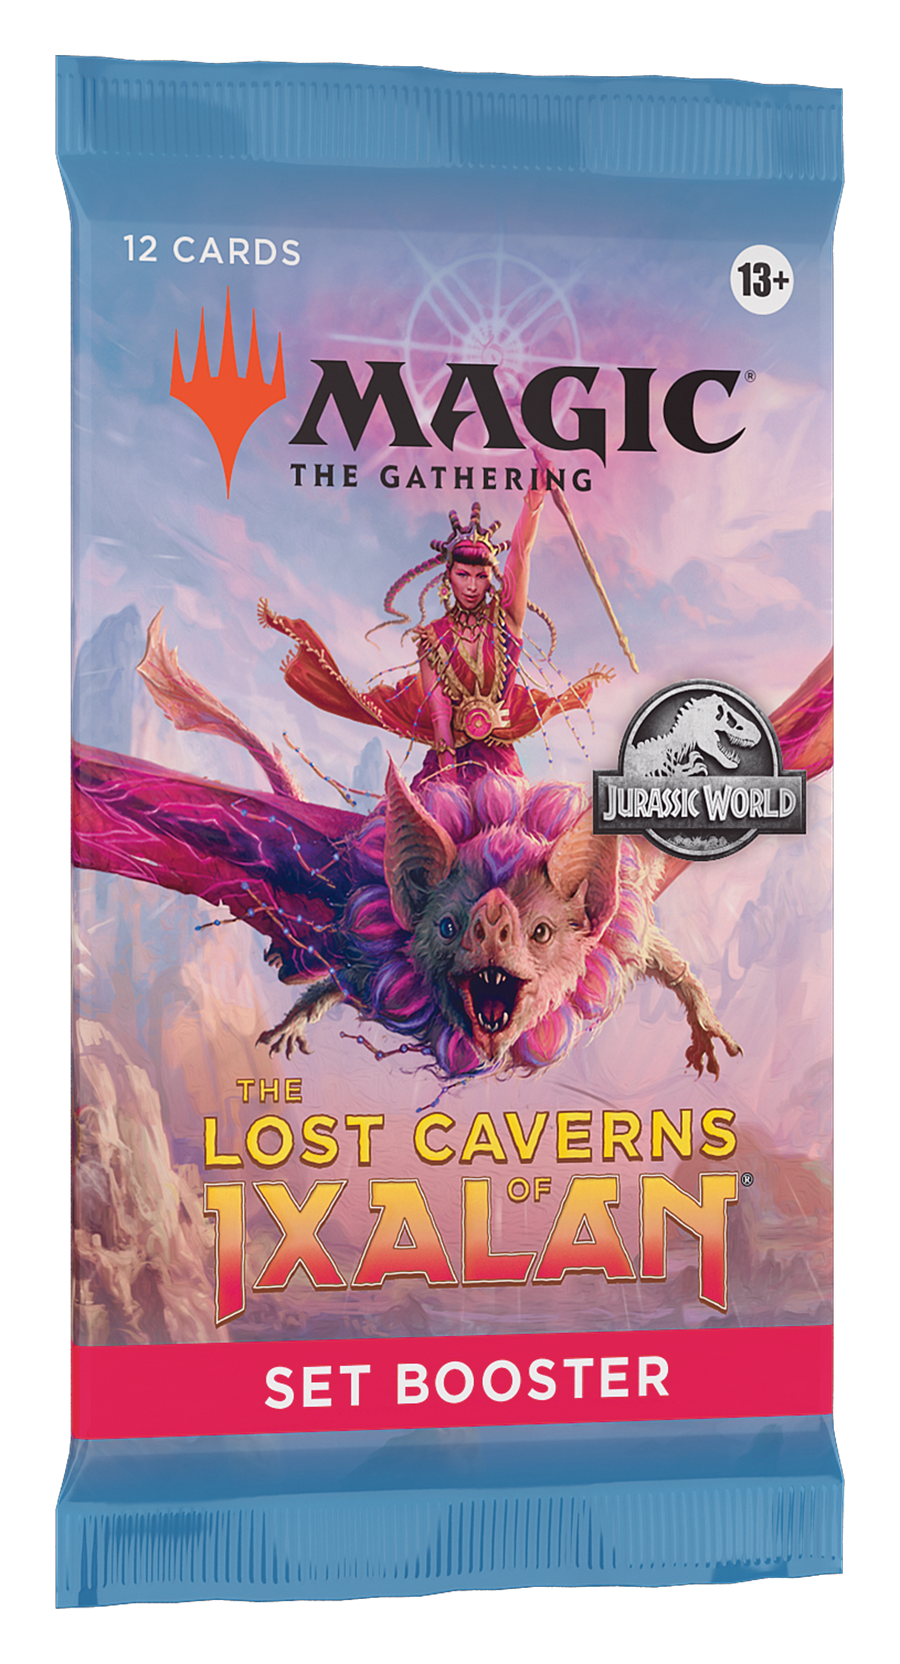 12 CARDS
13+
MAGIC®
THE GATHERING
JURASSIC WORLD
THE
LOST CAVERNS
OF
IXALAN®
SET BOOSTER